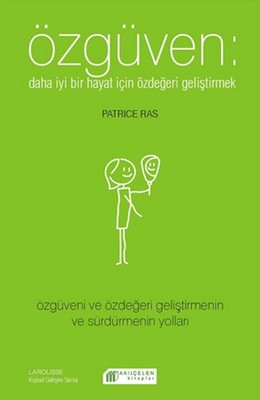 özgüven:
daha iyi bir hayat için özdeğeri geliştirmek
PATRICE RAS
özgüveni ve özdeğeri geliştirmenin
ve sürdürmenin yolları
LAROUSSE
Kişisel Gelişim Serisi
AKILÇELEN
kitaplar